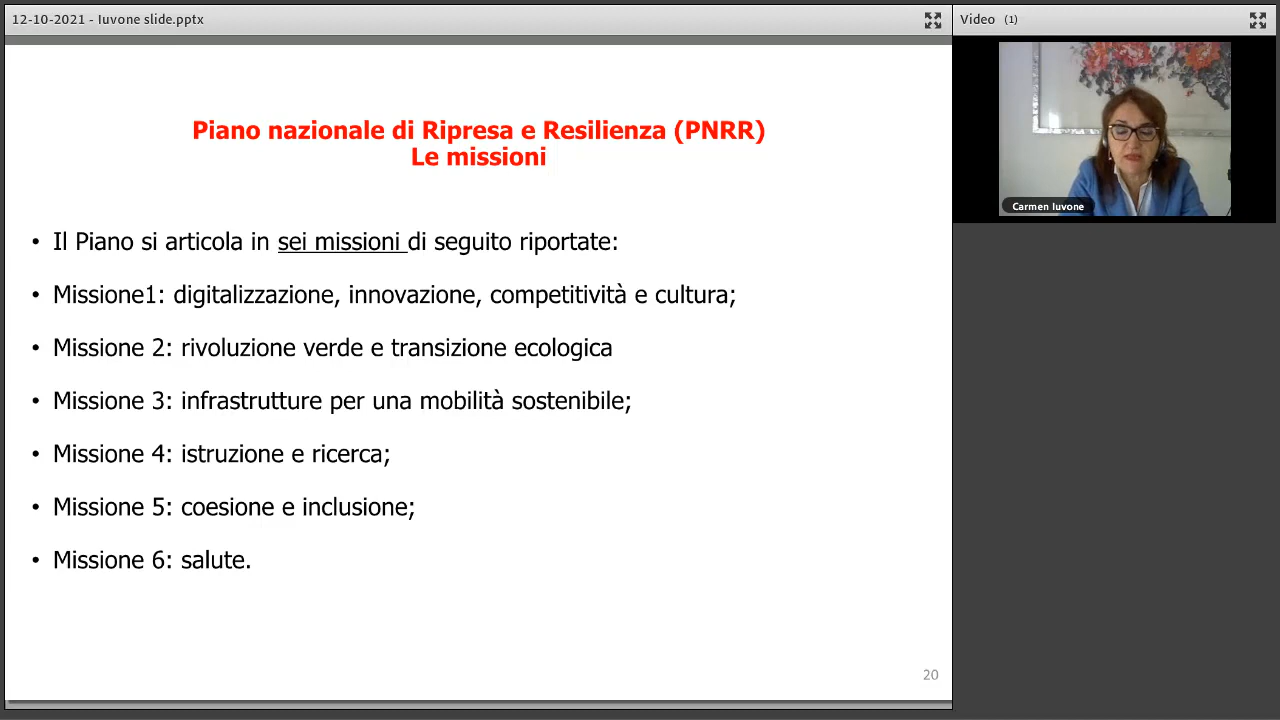 12-10-2021 - Iuvone slide.pptx
Video (1)
Carmen Iuvone
Piano nazionale di Ripresa e Resilienza (PNRR)
Le missioni
• Il Piano si articola in sei missioni di seguito riportate:
• Missione1: digitalizzazione, innovazione, competitività e cultura;
• Missione 2: rivoluzione verde e transizione ecologica
• Missione 3: infrastrutture per una mobilità sostenibile;
• Missione 4: istruzione e ricerca;
• Missione 5: coesione e inclusione;
• Missione 6: salute.
20